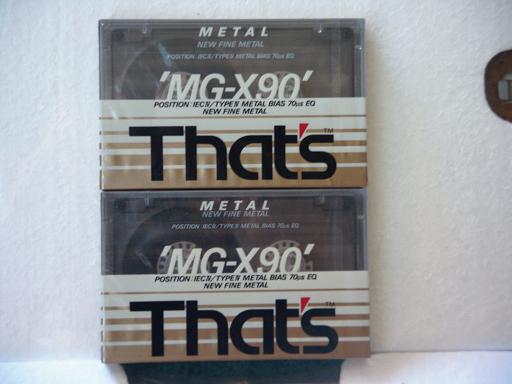 METAL
NEW FINE METAL
POSITION: IECIV/TYPEIV METAL BIAS 70µs EQ
'MG-X90'
POSITION: IECIV/TYPEIV METAL BIAS 70µs EQ
NEW FINE METAL
That's™
METAL
NEW FINE METAL
POSITION: IECIV/TYPEIV METAL BIAS 70µs EQ
'MG-X90'
POSITION: IECIV/TYPEIV METAL BIAS 70µs EQ
NEW FINE METAL
That's™